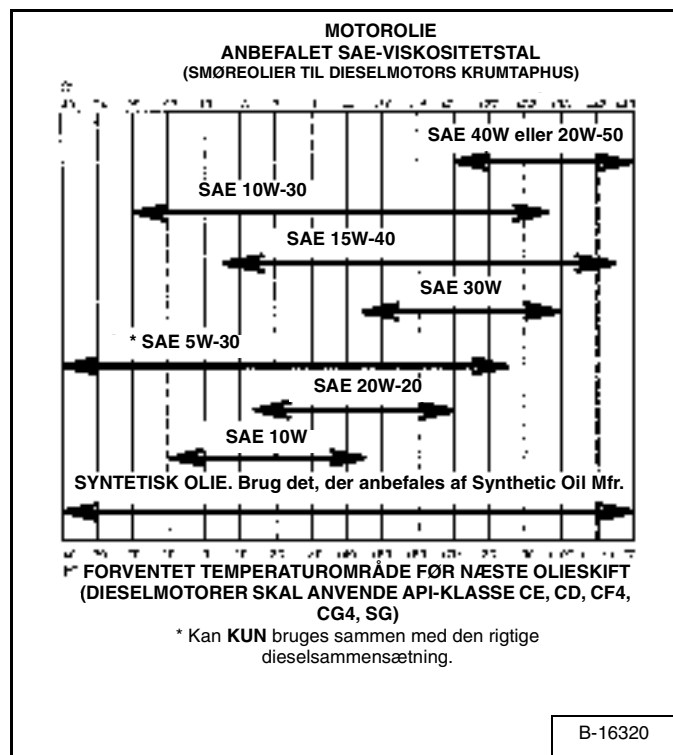 MOTOROLIE
ANBEFALET SAE-VISKOSITETSTAL
(SMØREOLIER TIL DIESELMOTORS KRUMTAPHUS)
SAE 40W eller 20W-50
SAE 10W-30
SAE 15W-40
SAE 30W
* SAE 5W-30
SAE 20W-20
SAE 10W
SYNTETISK OLIE. Brug det, der anbefales af Synthetic Oil Mfr.
FORVENTET TEMPERATUROMRÅDE FØR NÆSTE OLIESKIFT
(DIESELMOTORER SKAL ANVENDE API-KLASSE CE, CD, CF4,
CG4, SG)
* Kan KUN bruges sammen med den rigtige
dieselsammensætning.
B-16320